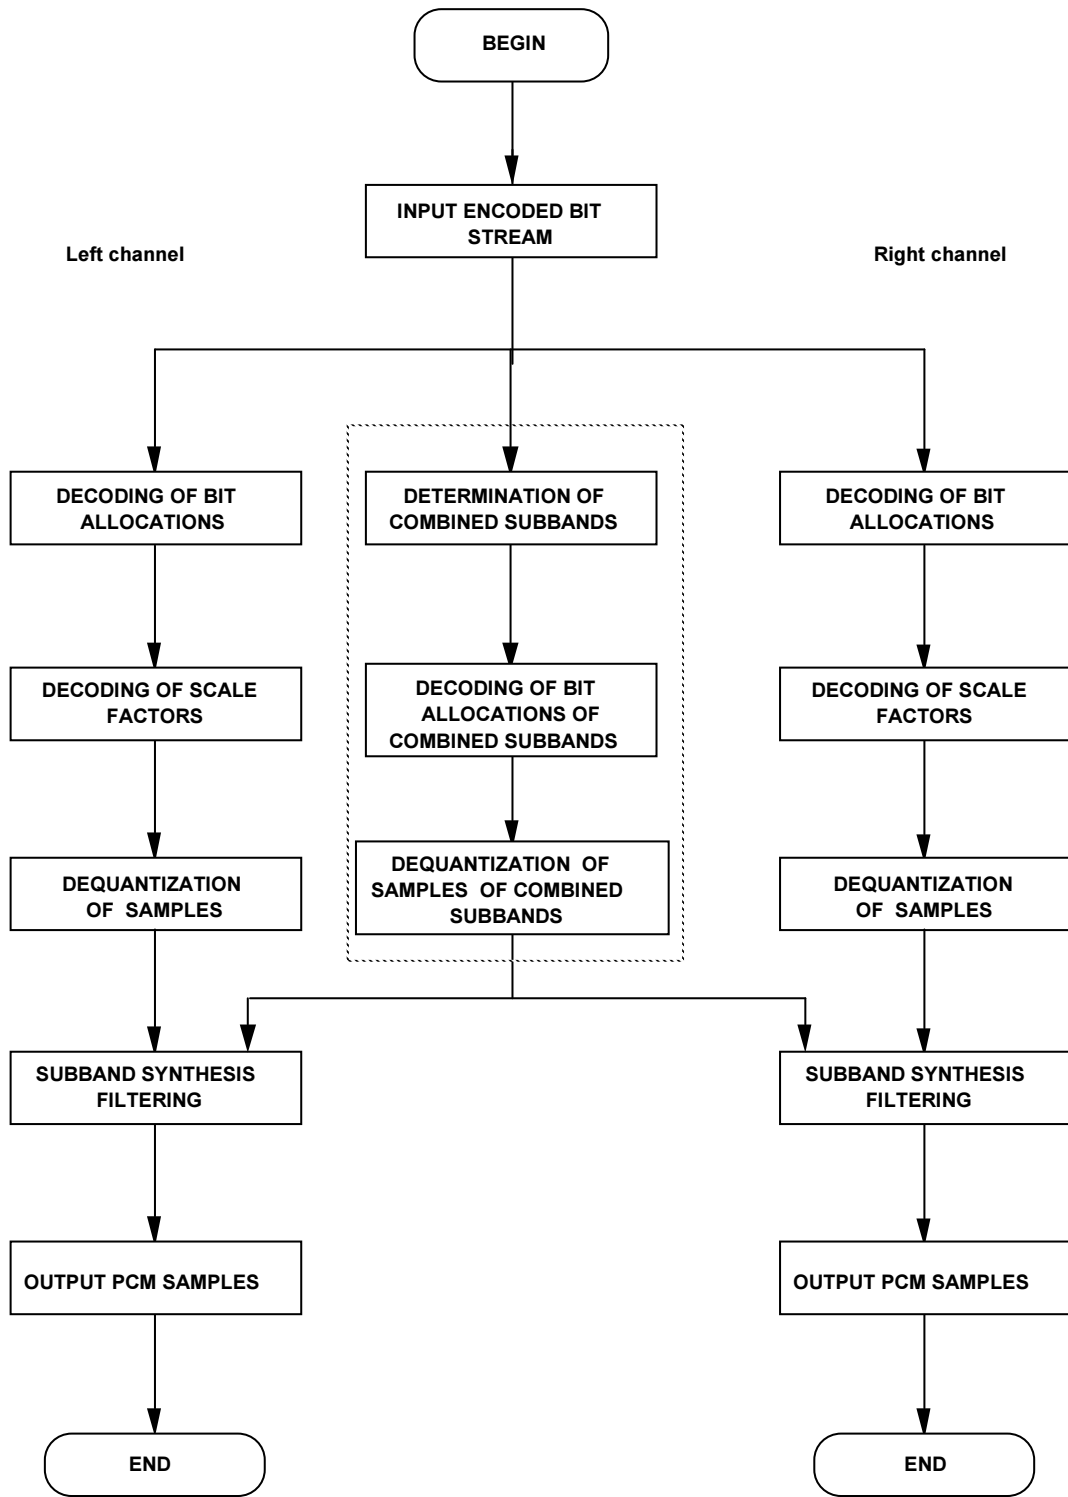 BEGIN
INPUT ENCODED BIT
STREAM
Left channel
Right channel
DECODING OF BIT
ALLOCATIONS
DETERMINATION OF
COMBINED SUBBANDS
DECODING OF BIT
ALLOCATIONS
DECODING OF SCALE
FACTORS
DECODING OF BIT
ALLOCATIONS OF
COMBINED SUBBANDS
DECODING OF SCALE
FACTORS
DEQUANTIZATION
OF SAMPLES
DEQUANTIZATION OF
SAMPLES OF COMBINED
SUBBANDS
DEQUANTIZATION
OF SAMPLES
SUBBAND SYNTHESIS
FILTERING
SUBBAND SYNTHESIS
FILTERING
OUTPUT PCM SAMPLES
OUTPUT PCM SAMPLES
END
END